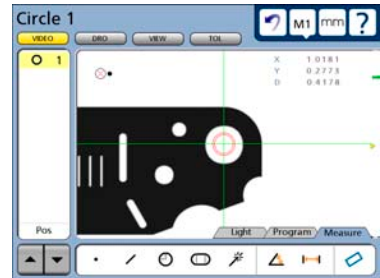 Circle 1
M1 mm ?
VIDEO DRO VIEW TOL
1
X 1.0181
Y 0.2773
D 0.4178
Pos
Light Program Measure